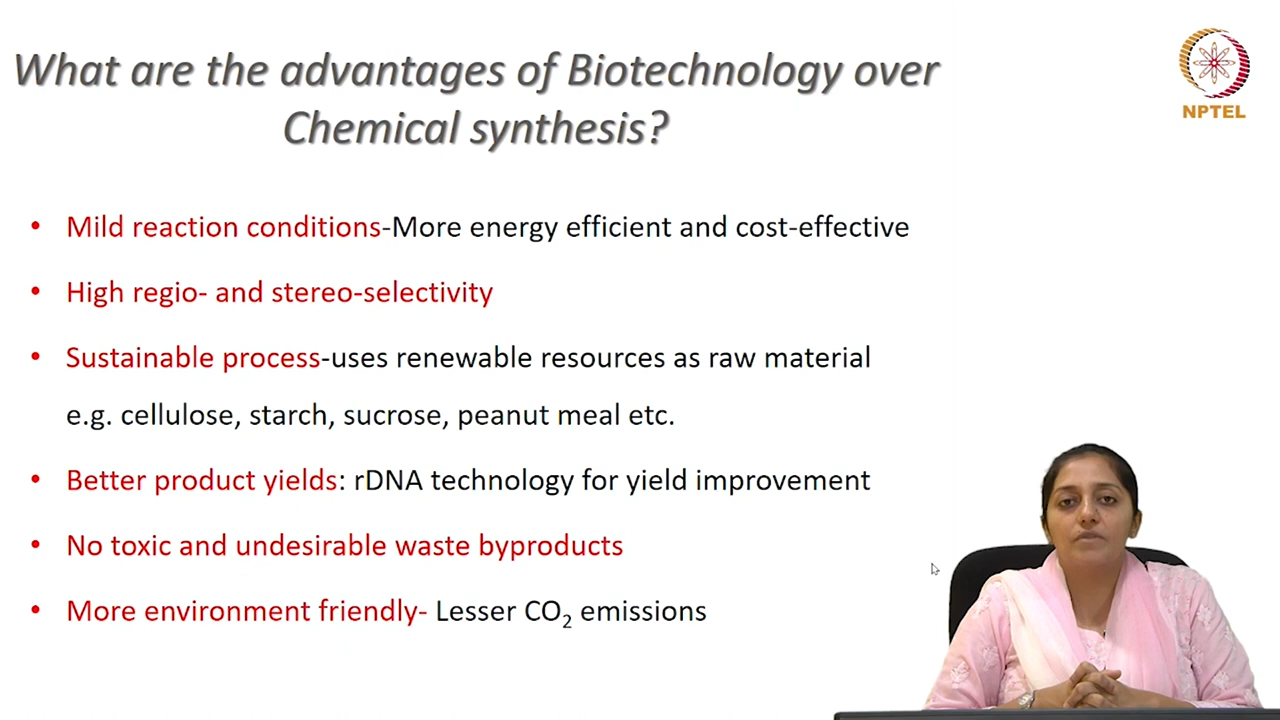 What are the advantages of Biotechnology over
Chemical synthesis?
NPTEL
• Mild reaction conditions-More energy efficient and cost-effective
• High regio- and stereo-selectivity
• Sustainable process-uses renewable resources as raw material
e.g. cellulose, starch, sucrose, peanut meal etc.
• Better product yields: rDNA technology for yield improvement
• No toxic and undesirable waste byproducts
• More environment friendly- Lesser CO₂ emissions